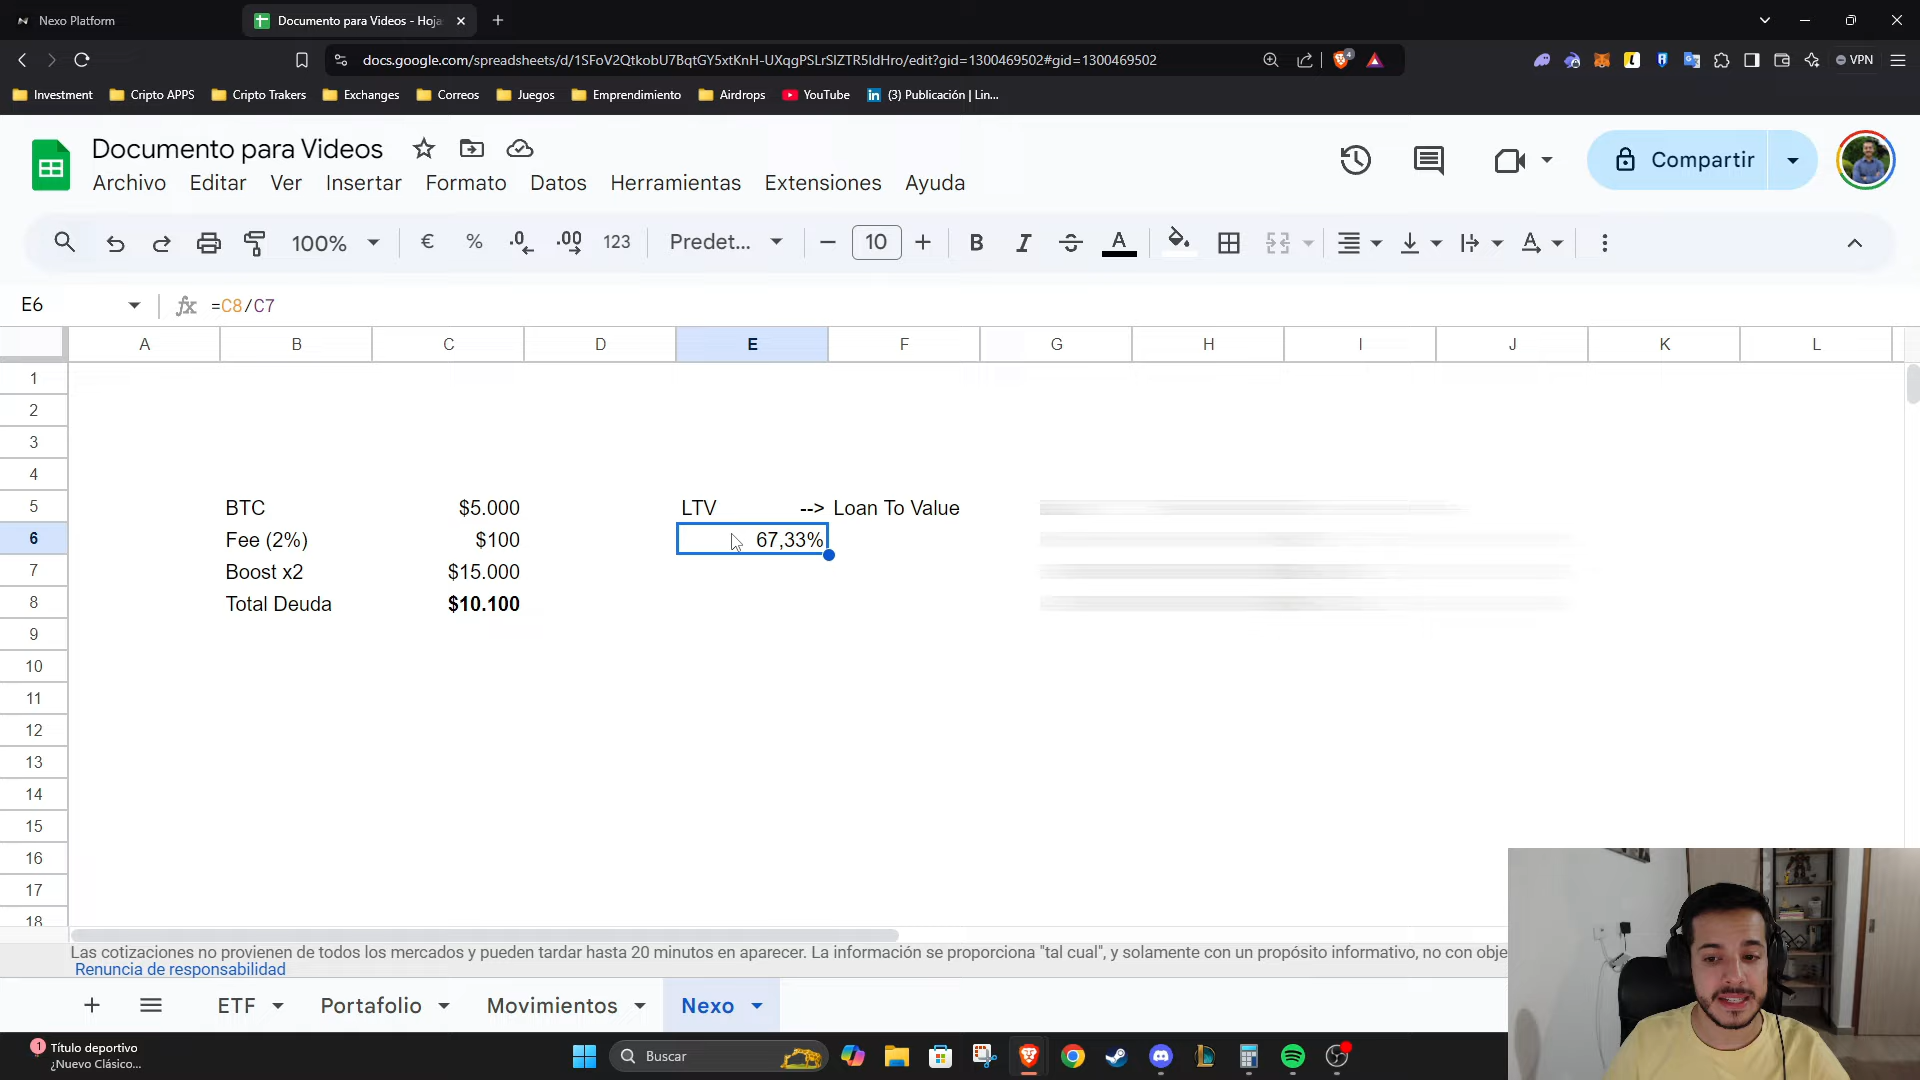 Nexo Platform
Documento para Videos - Hoja
docs.google.com/spreadsheets/d/1SFoV2QtkobU7BqtGY5xtKnH-UXqgPSLrSIZTR5IdHro/edit?gid=1300469502#gid=1300469502
4
VPN
Investment
Cripto APPS
Cripto Trakers
Exchanges
Correos
Juegos
Emprendimiento
Airdrops
YouTube
(3) Publicación | Lin...
Documento para Videos
Compartir
Archivo Editar Ver Insertar Formato Datos Herramientas Extensiones Ayuda
100% € % .0 .00 123 Predet... 10 B I A
E6 fx =C8/C7
A B C D E F G H I J K L
1
2
3
4
5 BTC $5.000 LTV --> Loan To Value
6 Fee (2%) $100 67,33%
7 Boost x2 $15.000
8 Total Deuda $10.100
9
10
11
12
13
14
15
16
17
18
Las cotizaciones no provienen de todos los mercados y pueden tardar hasta 20 minutos en aparecer. La información se proporciona "tal cual", y solamente con un propósito informativo, no con obje
Renuncia de responsabilidad
ETF Portafolio Movimientos Nexo
1 Título deportivo
¿Nuevo Clásico...
Buscar